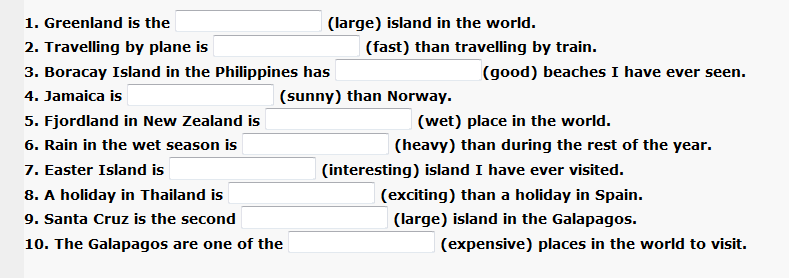 1. Greenland is the (large) island in the world.
2. Travelling by plane is (fast) than travelling by train.
3. Boracay Island in the Philippines has (good) beaches I have ever seen.
4. Jamaica is (sunny) than Norway.
5. Fjordland in New Zealand is (wet) place in the world.
6. Rain in the wet season is (heavy) than during the rest of the year.
7. Easter Island is (interesting) island I have ever visited.
8. A holiday in Thailand is (exciting) than a holiday in Spain.
9. Santa Cruz is the second (large) island in the Galapagos.
10. The Galapagos are one of the (expensive) places in the world to visit.